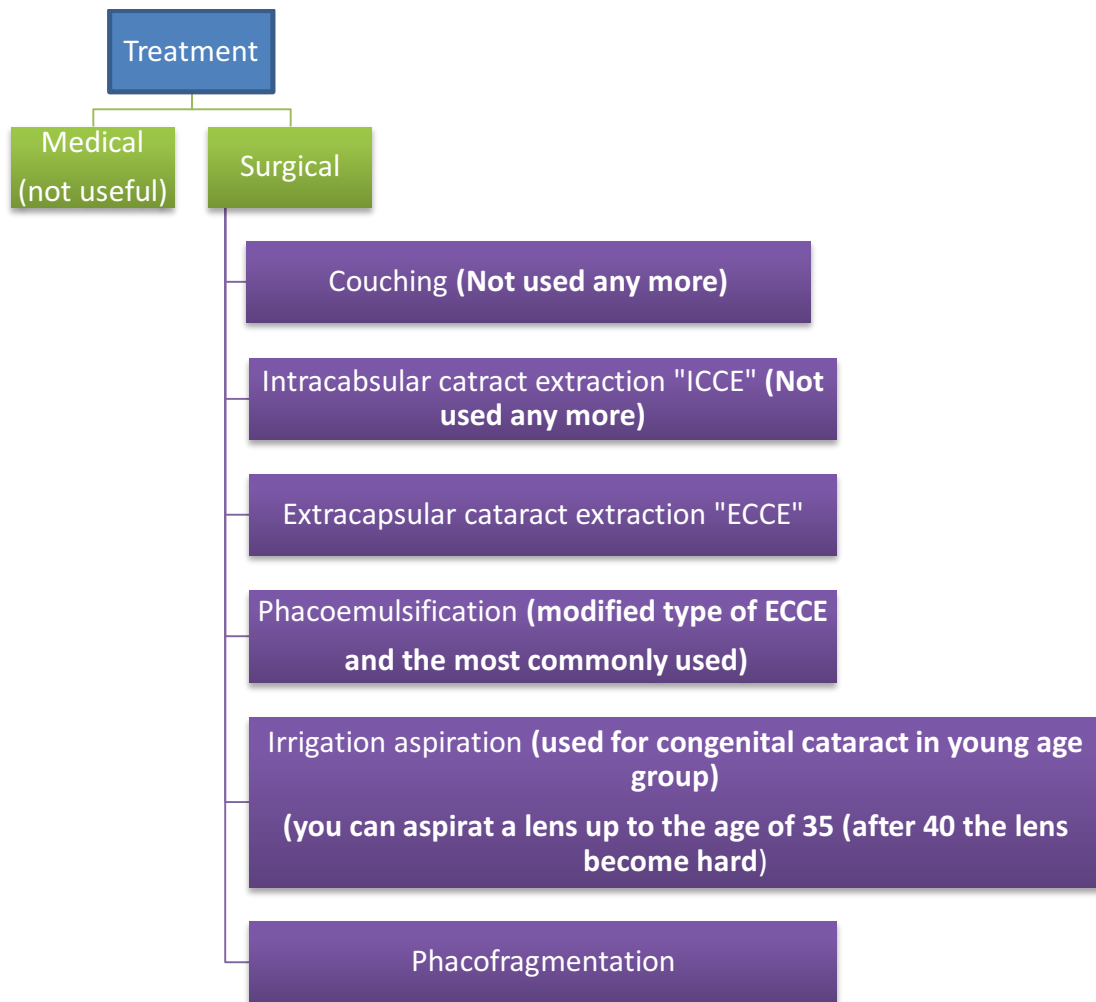 Treatment
Medical
(not useful)
Surgical
Couching (Not used any more)
Intracabsular catract extraction "ICCE" (Not
used any more)
Extracapsular cataract extraction "ECCE"
Phacoemulsification (modified type of ECCE
and the most commonly used)
Irrigation aspiration (used for congenital cataract in young age
group)
(you can aspirat a lens up to the age of 35 (after 40 the lens
become hard)
Phacofragmentation